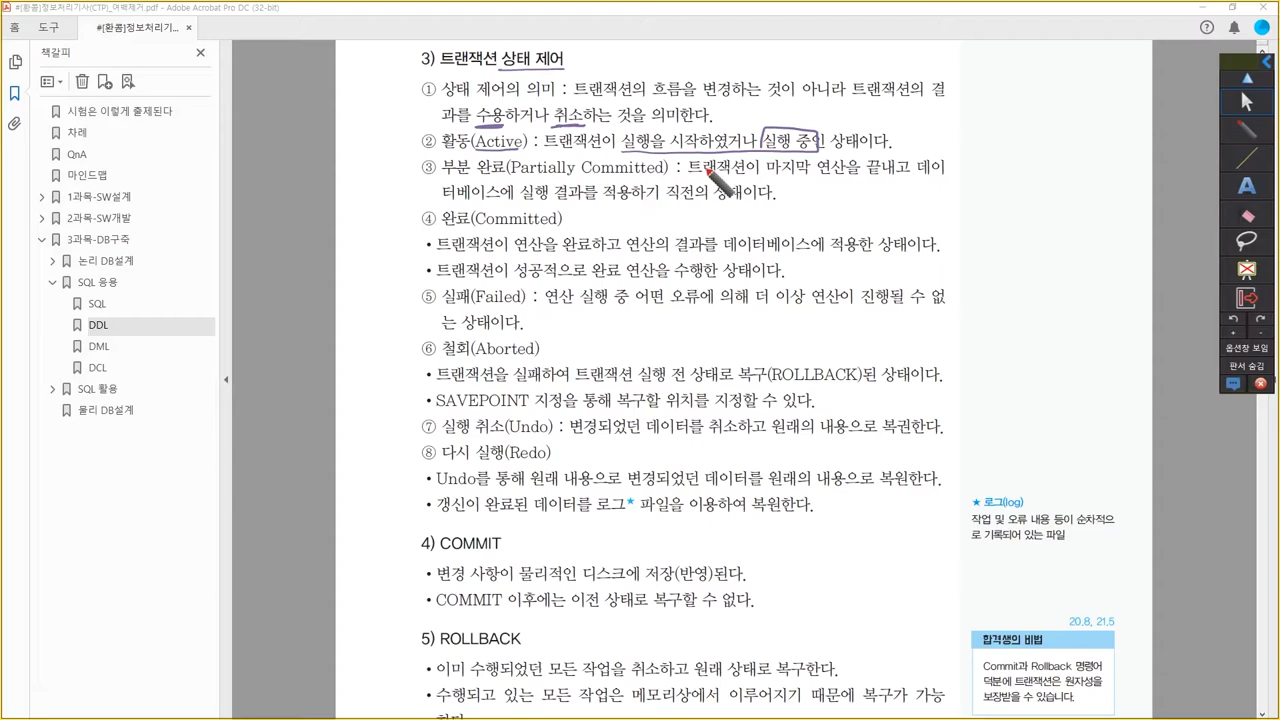 #[환콤]정보처리기사(CTP)_여백제거.pdf - Adobe Acrobat Pro DC (32-bit)
홈 도구 #[환콤]정보처리기... ×
책갈피
시험은 이렇게 출제된다
차례
QnA
마인드맵
1과목-SW설계
2과목-SW개발
3과목-DB구축
논리 DB설계
SQL 응용
SQL
DDL
DML
DCL
SQL 활용
물리 DB설계
3) 트랜잭션 상태 제어
① 상태 제어의 의미 : 트랜잭션의 흐름을 변경하는 것이 아니라 트랜잭션의 결
과를 수용하거나 취소하는 것을 의미한다.
② 활동(Active) : 트랜잭션이 실행을 시작하였거나 실행 중인 상태이다.
③ 부분 완료(Partially Committed) : 트랜잭션이 마지막 연산을 끝내고 데이
터베이스에 실행 결과를 적용하기 직전의 상태이다.
④ 완료(Committed)
• 트랜잭션이 연산을 완료하고 연산의 결과를 데이터베이스에 적용한 상태이다.
• 트랜잭션이 성공적으로 완료 연산을 수행한 상태이다.
⑤ 실패(Failed) : 연산 실행 중 어떤 오류에 의해 더 이상 연산이 진행될 수 없
는 상태이다.
⑥ 철회(Aborted)
• 트랜잭션을 실패하여 트랜잭션 실행 전 상태로 복구(ROLLBACK)된 상태이다.
• SAVEPOINT 지정을 통해 복구할 위치를 지정할 수 있다.
⑦ 실행 취소(Undo) : 변경되었던 데이터를 취소하고 원래의 내용으로 복권한다.
⑧ 다시 실행(Redo)
• Undo를 통해 원래 내용으로 변경되었던 데이터를 원래의 내용으로 복원한다.
• 갱신이 완료된 데이터를 로그★ 파일을 이용하여 복원한다.
4) COMMIT
• 변경 사항이 물리적인 디스크에 저장(반영)된다.
• COMMIT 이후에는 이전 상태로 복구할 수 없다.
5) ROLLBACK
• 이미 수행되었던 모든 작업을 취소하고 원래 상태로 복구한다.
• 수행되고 있는 모든 작업은 메모리상에서 이루어지기 때문에 복구가 가능
하다.
★ 로그(log)
작업 및 오류 내용 등이 순차적으
로 기록되어 있는 파일
20.8, 21.5
합격생의 비법
Commit과 Rollback 명령어
덕분에 트랜잭션은 원자성을
보장받을 수 있습니다.
옵션창 보임
판서 숨김